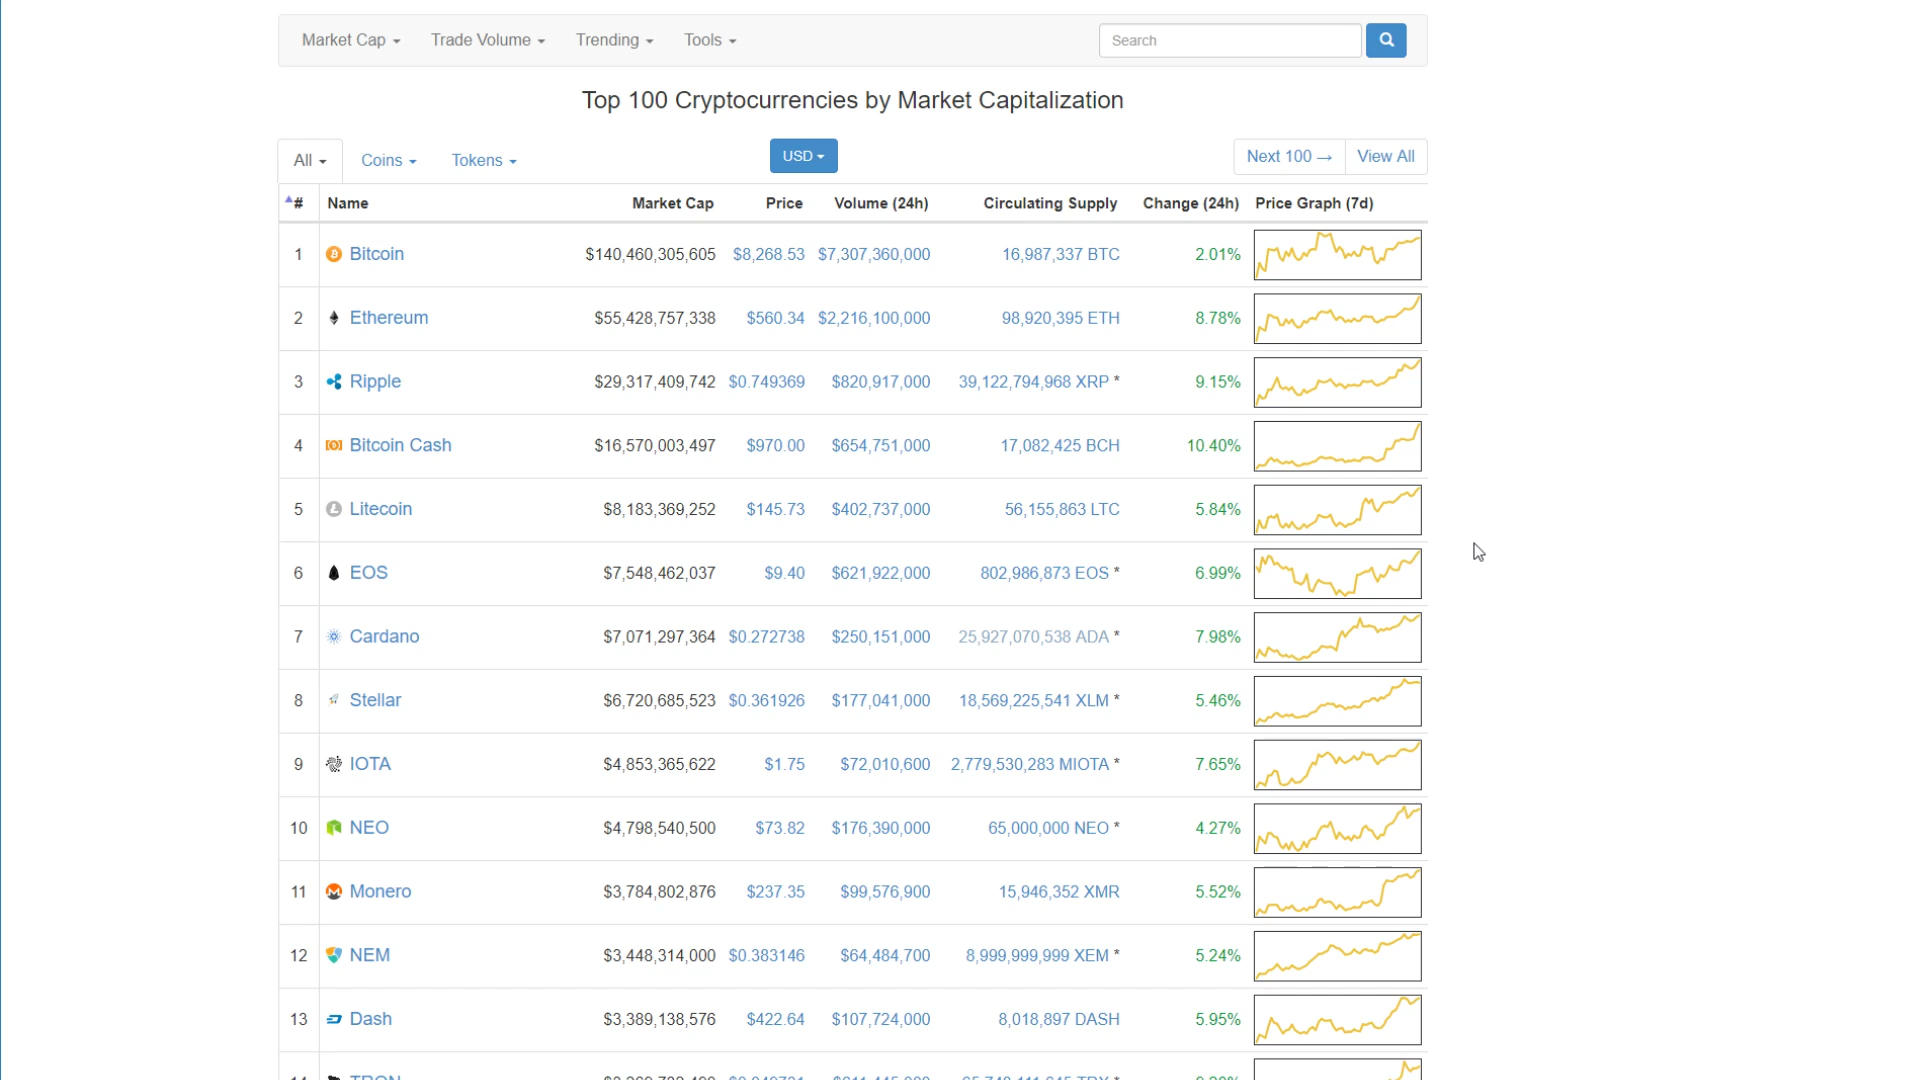 Market Cap Trade Volume Trending Tools Search
Top 100 Cryptocurrencies by Market Capitalization
All Coins Tokens USD Next 100 → View All
# Name Market Cap Price Volume (24h) Circulating Supply Change (24h) Price Graph (7d)
1 Bitcoin $140,460,305,605 $8,268.53 $7,307,360,000 16,987,337 BTC 2.01%
2 Ethereum $55,428,757,338 $560.34 $2,216,100,000 98,920,395 ETH 8.78%
3 Ripple $29,317,409,742 $0.749369 $820,917,000 39,122,794,968 XRP * 9.15%
4 Bitcoin Cash $16,570,003,497 $970.00 $654,751,000 17,082,425 BCH 10.40%
5 Litecoin $8,183,369,252 $145.73 $402,737,000 56,155,863 LTC 5.84%
6 EOS $7,548,462,037 $9.40 $621,922,000 802,986,873 EOS * 6.99%
7 Cardano $7,071,297,364 $0.272738 $250,151,000 25,927,070,538 ADA * 7.98%
8 Stellar $6,720,685,523 $0.361926 $177,041,000 18,569,225,541 XLM * 5.46%
9 IOTA $4,853,365,622 $1.75 $72,010,600 2,779,530,283 MIOTA * 7.65%
10 NEO $4,798,540,500 $73.82 $176,390,000 65,000,000 NEO * 4.27%
11 Monero $3,784,802,876 $237.35 $99,576,900 15,946,352 XMR 5.52%
12 NEM $3,448,314,000 $0.383146 $64,484,700 8,999,999,999 XEM * 5.24%
13 Dash $3,389,138,576 $422.64 $107,724,000 8,018,897 DASH 5.95%
14 TRON